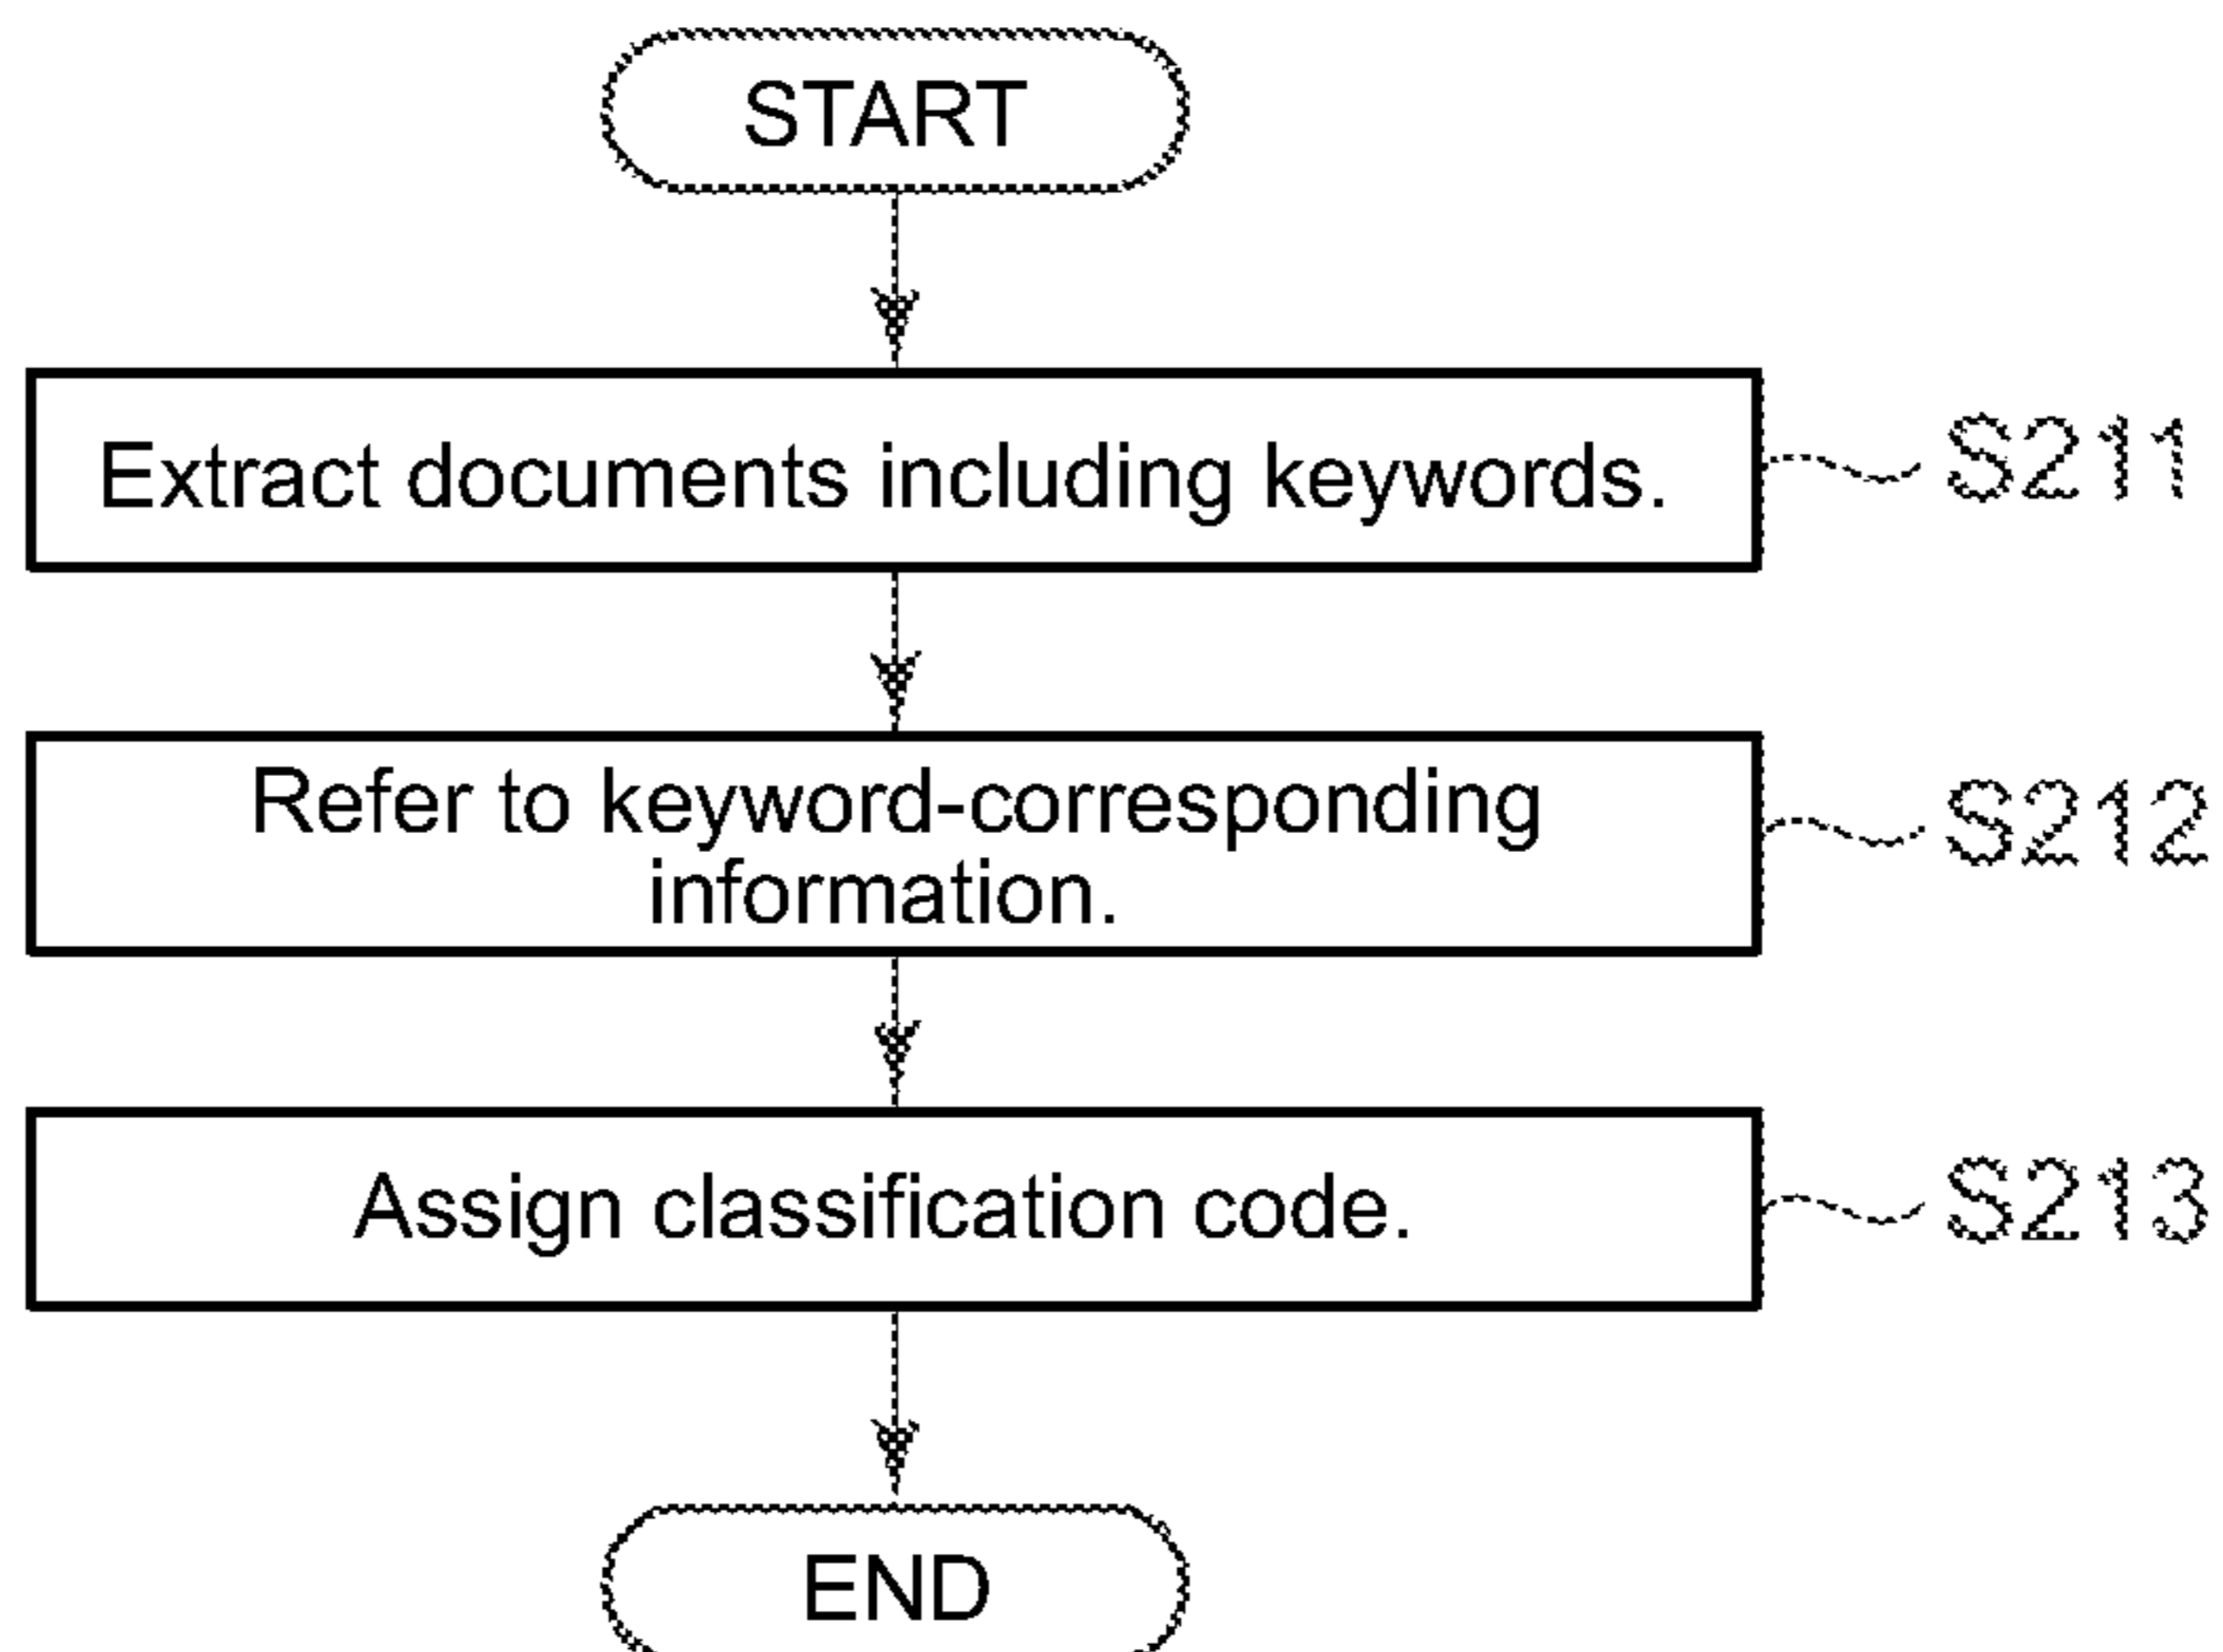 START
Extract documents including keywords.
S211
Refer to keyword-corresponding
information.
S212
Assign classification code.
S213
END